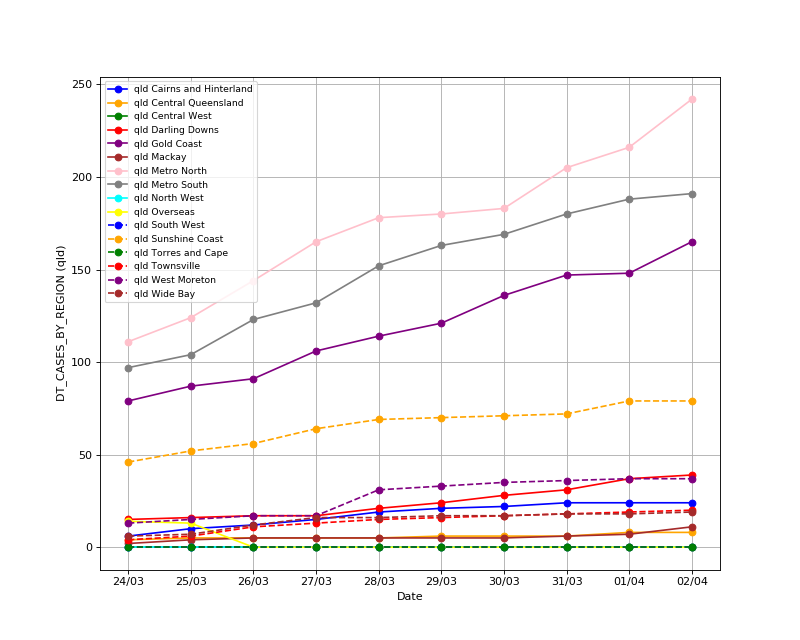 250
200
150
100
50
0
DT_CASES_BY_REGION (qld)
qld Cairns and Hinterland
qld Central Queensland
qld Central West
qld Darling Downs
qld Gold Coast
qld Mackay
qld Metro North
qld Metro South
qld North West
qld Overseas
qld South West
qld Sunshine Coast
qld Torres and Cape
qld Townsville
qld West Moreton
qld Wide Bay
24/03 25/03 26/03 27/03 28/03 29/03 30/03 31/03 01/04 02/04
Date